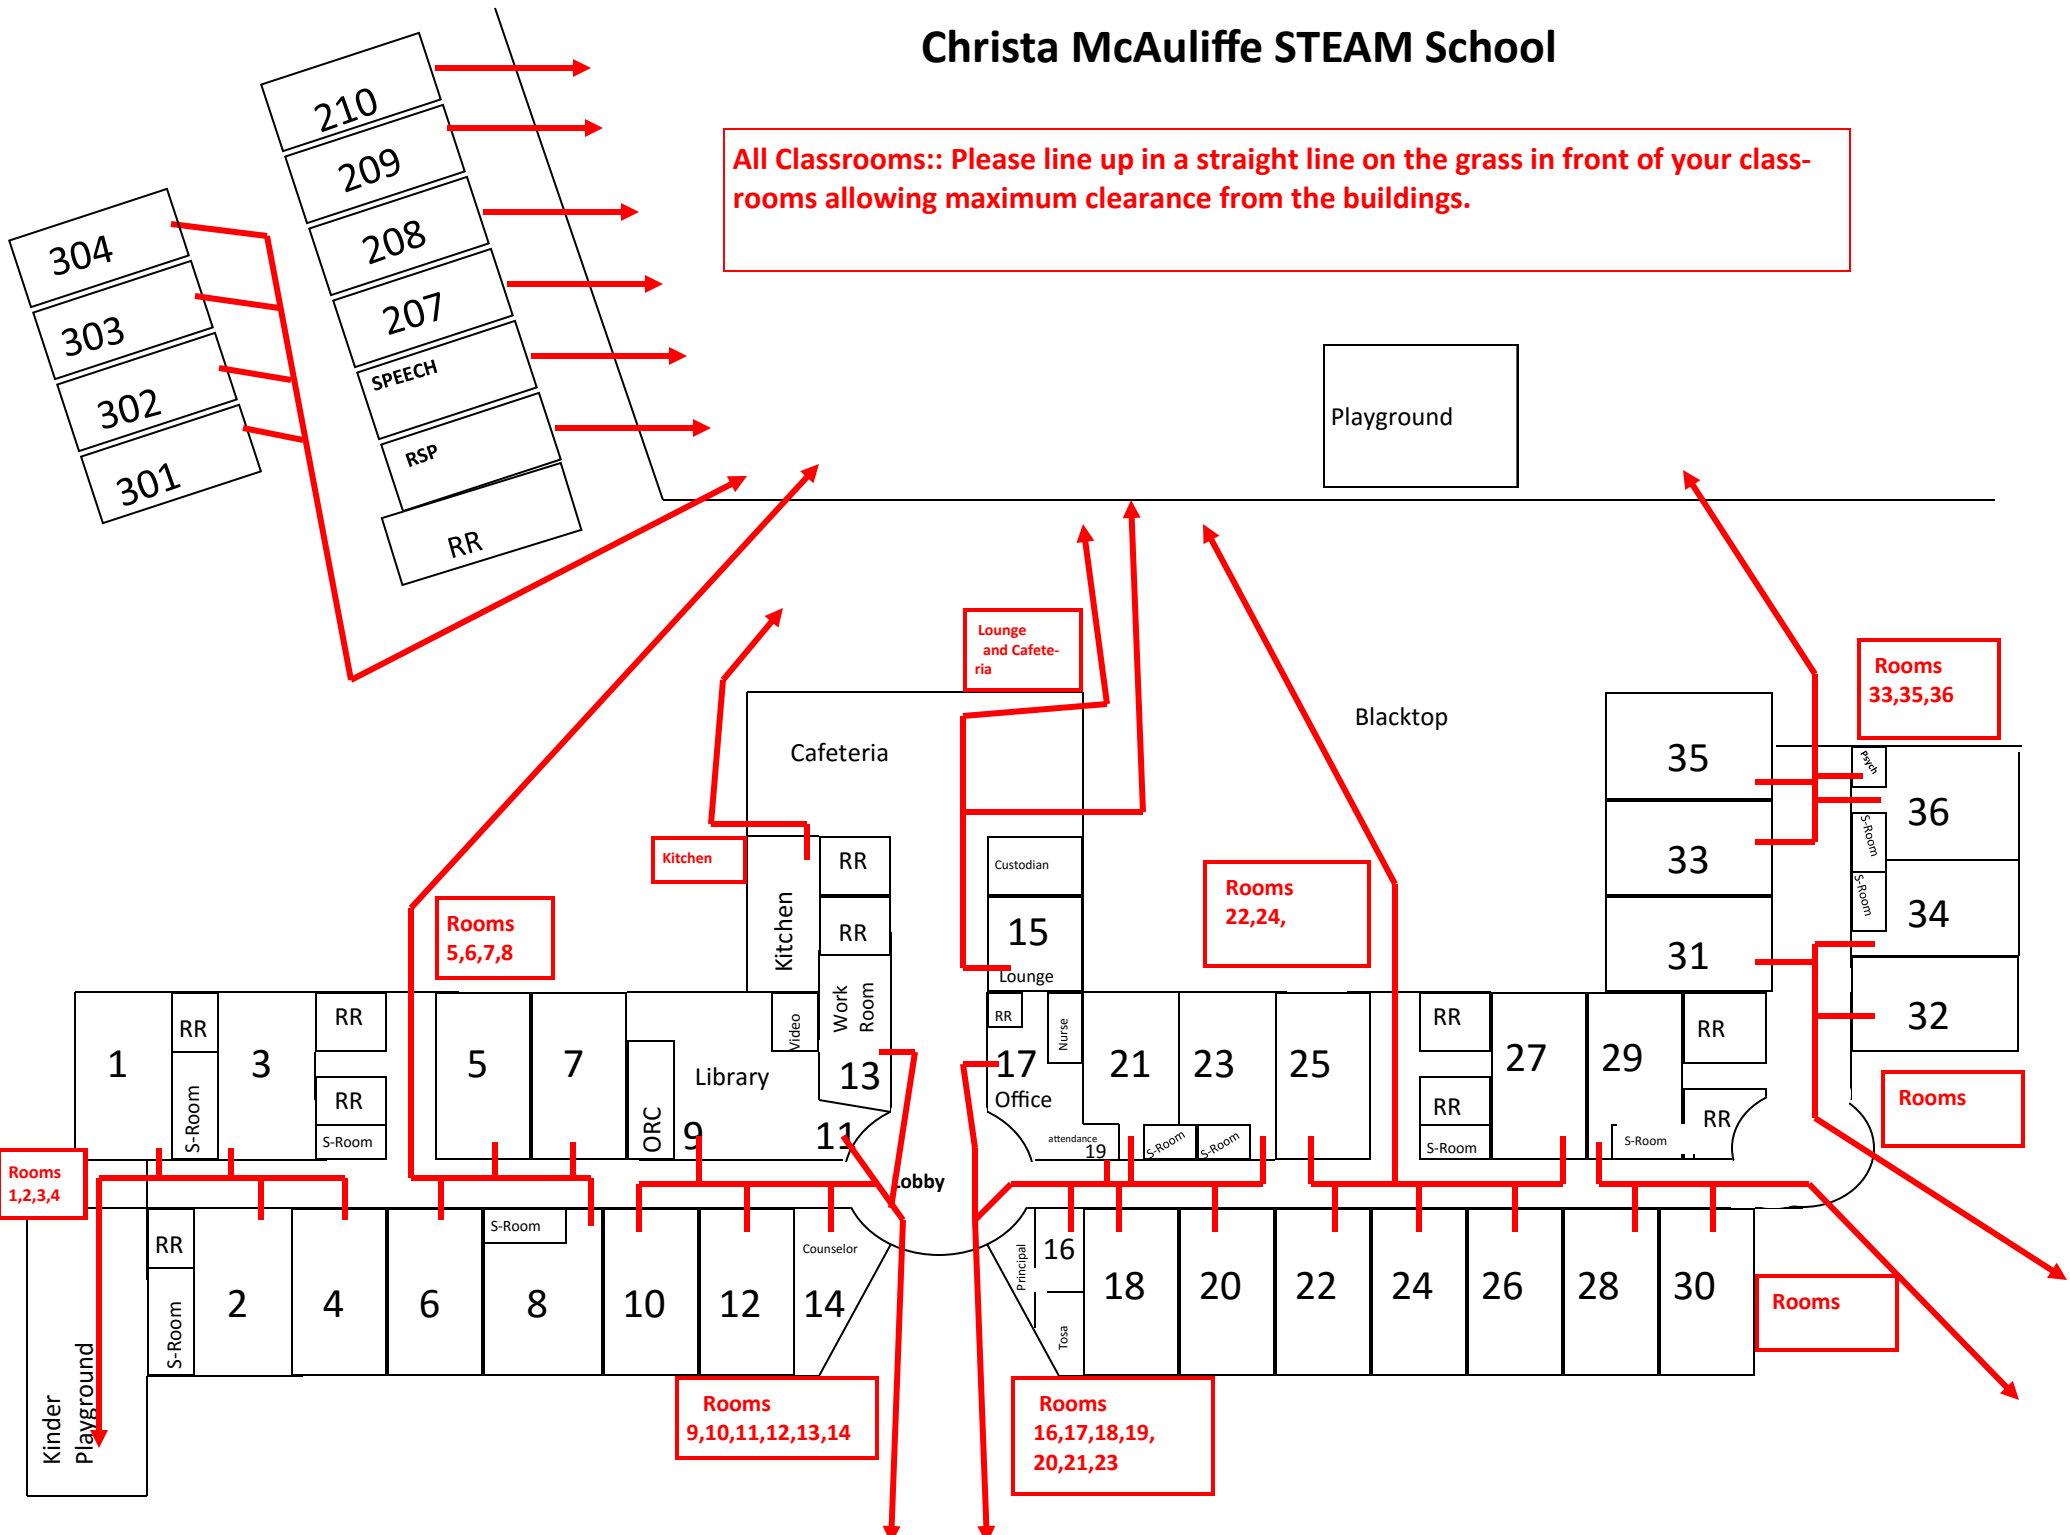 Christa McAuliffe STEAM School
All Classrooms:: Please line up in a straight line on the grass in front of your class-
rooms allowing maximum clearance from the buildings.
210
209
208
207
SPEECH
RSP
RR
304
303
302
301
Playground
Lounge
and Cafete-
ria
Rooms
33,35,36
Blacktop
Cafeteria
Kitchen
Kitchen
RR
RR
Custodian
15
Lounge
Work
Room
13
Video
Rooms
5,6,7,8
Rooms
22,24,
35
33
31
Psych
36
S-Room
S-Room
34
32
Rooms
1
RR
S-Room
3
RR
RR
S-Room
5
7
ORC
Library
9
11
RR
Nurse
17
Office
attendance
19
21
23
S-Room
S-Room
25
RR
RR
S-Room
27
29
S-Room
RR
RR
Lobby
Rooms
1,2,3,4
RR
S-Room
2
4
6
S-Room
8
10
12
Counselor
14
Principal
16
Tosa
18
20
22
24
26
28
30
Rooms
Kinder
Playground
Rooms
9,10,11,12,13,14
Rooms
16,17,18,19,
20,21,23